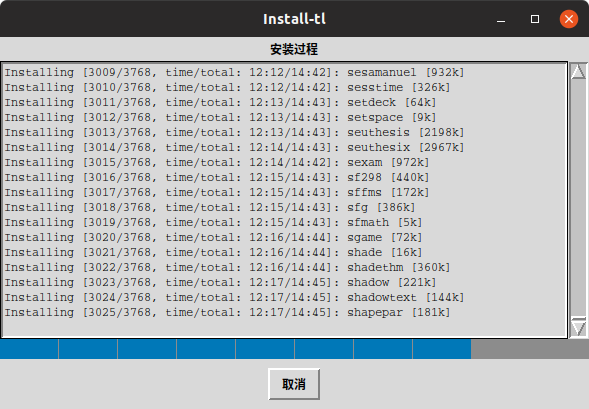 Install-tl
安装过程
Installing [3009/3768, time/total: 12:12/14:42]: sesamanuel [932k]
Installing [3010/3768, time/total: 12:12/14:42]: sesstime [326k]
Installing [3011/3768, time/total: 12:13/14:43]: setdeck [64k]
Installing [3012/3768, time/total: 12:13/14:43]: setspace [9k]
Installing [3013/3768, time/total: 12:13/14:43]: seuthesis [2198k]
Installing [3014/3768, time/total: 12:14/14:43]: seuthesix [2967k]
Installing [3015/3768, time/total: 12:14/14:42]: sexam [972k]
Installing [3016/3768, time/total: 12:15/14:43]: sf298 [440k]
Installing [3017/3768, time/total: 12:15/14:43]: sffms [172k]
Installing [3018/3768, time/total: 12:15/14:43]: sfg [386k]
Installing [3019/3768, time/total: 12:15/14:43]: sfmath [5k]
Installing [3020/3768, time/total: 12:16/14:44]: sgame [72k]
Installing [3021/3768, time/total: 12:16/14:44]: shade [16k]
Installing [3022/3768, time/total: 12:16/14:44]: shadethm [360k]
Installing [3023/3768, time/total: 12:17/14:45]: shadow [221k]
Installing [3024/3768, time/total: 12:17/14:45]: shadowtext [144k]
Installing [3025/3768, time/total: 12:17/14:45]: shapepar [181k]
取消